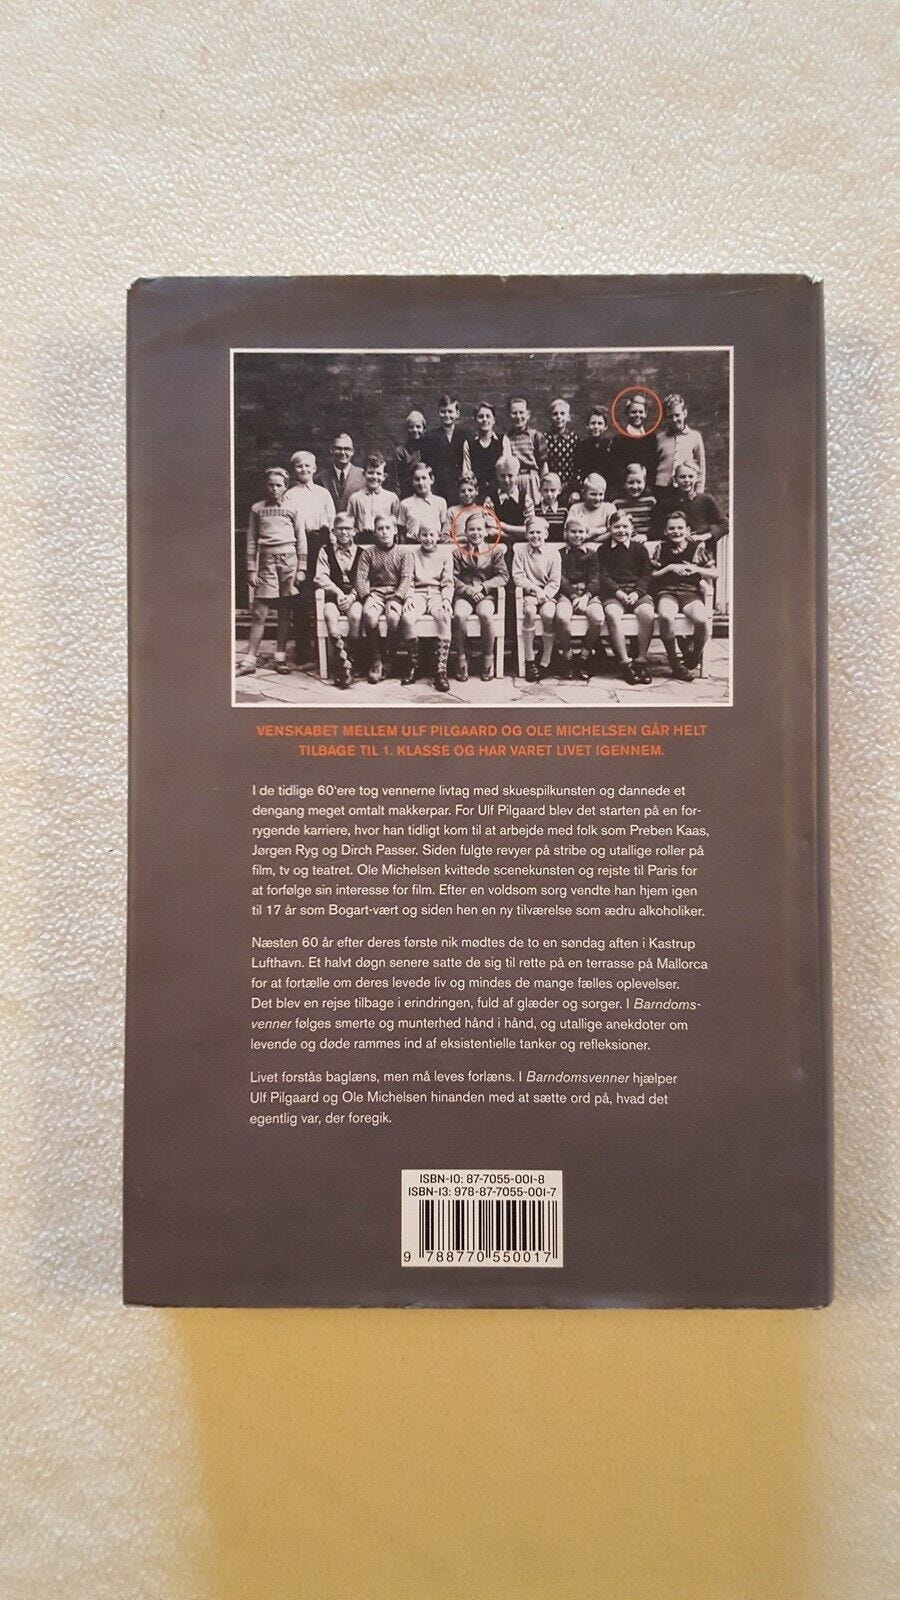 VENSKABET MELLEM ULF PILGAARD OG OLE MICHELSEN GÅR HELT
TILBAGE TIL 1. KLASSE OG HAR VARET LIVET IGENNEM.
I de tidlige 60'ere tog vennerne livtag med skuespilkunsten og dannede et
dengang meget omtalt makkerpar. For Ulf Pilgaard blev det starten på en for-
rygende karriere, hvor han tidligt kom til at arbejde med folk som Preben Kaas,
Jørgen Ryg og Dirch Passer. Siden fulgte revyer på stribe og utallige roller på
film, tv og teatret. Ole Michelsen kvittede scenekunsten og rejste til Paris for
at forfølge sin interesse for film. Efter en voldsom sorg vendte han hjem igen
til 17 år som Bogart-vært og siden hen en ny tilværelse som ædru alkoholiker.
Næsten 60 år efter deres første nik mødtes de to en søndag aften i Kastrup
Lufthavn. Et halvt døgn senere satte de sig til rette på en terrasse på Mallorca
for at fortælle om deres levede liv og mindes de mange fælles oplevelser.
Det blev en rejse tilbage i erindringen, fuld af glæder og sorger. I Barndoms-
venner følges smerte og munterhed hånd i hånd, og utallige anekdoter om
levende og døde rammes ind af eksistentielle tanker og refleksioner.
Livet forstås baglæns, men må leves forlæns. I Barndomsvenner hjælper
Ulf Pilgaard og Ole Michelsen hinanden med at sætte ord på, hvad det
egentlig var, der foregik.
ISBN-10: 87-7055-001-8
ISBN-13: 978-87-7055-001-7
9 788770 550017